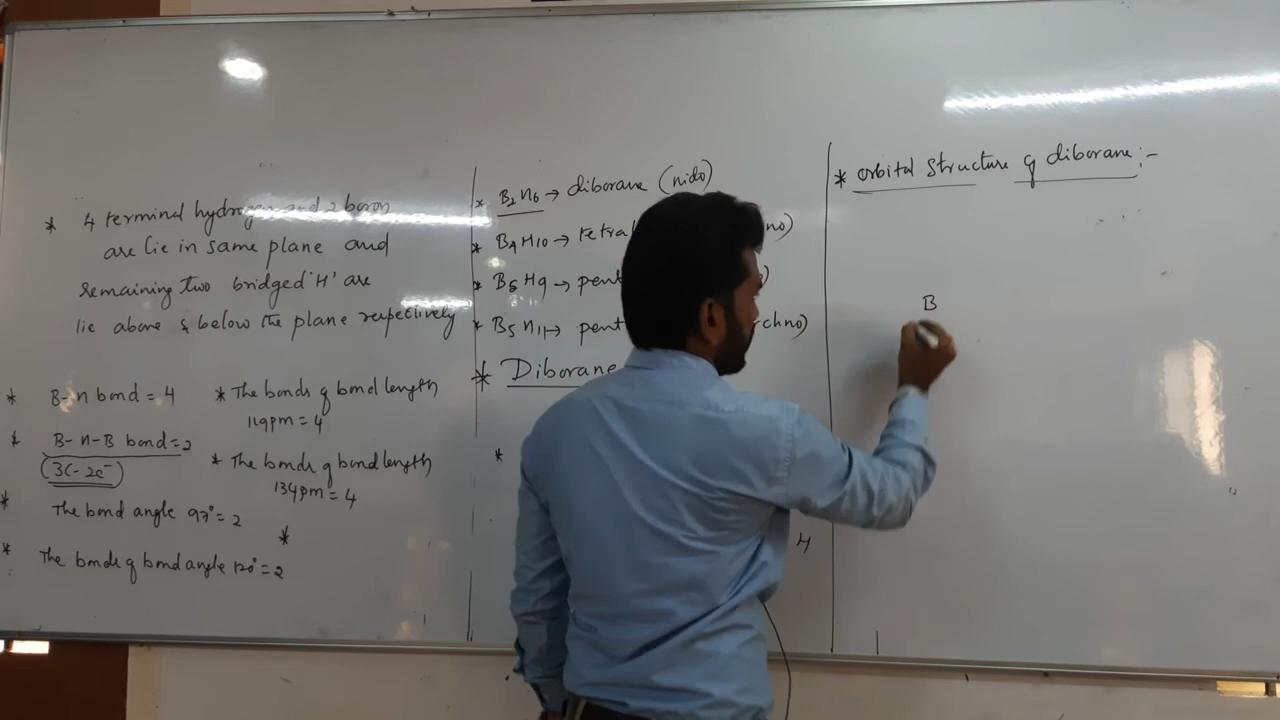 * 4 terminal hydrogen and 2 boron
are lie in same plane and
remaining two bridged 'H' are
lie above & below the plane respectively
* B-H bond = 4
* B-H-B bond = 2
(3C-2e⁻)
* The bond angle 97° = 2
* The bonds of bond angle 120° = 2
* The bonds of bond length
119pm = 4
* The bonds of bond length
134pm = 4
*
* B₂H₆ → diborane (nido)
* B₄H₁₀ → tetra no)
* B₅H₉ → pent )
* B₅H₁₁ → pent chno)
* Diborane
*
H
* orbital structure of diborane :-
B